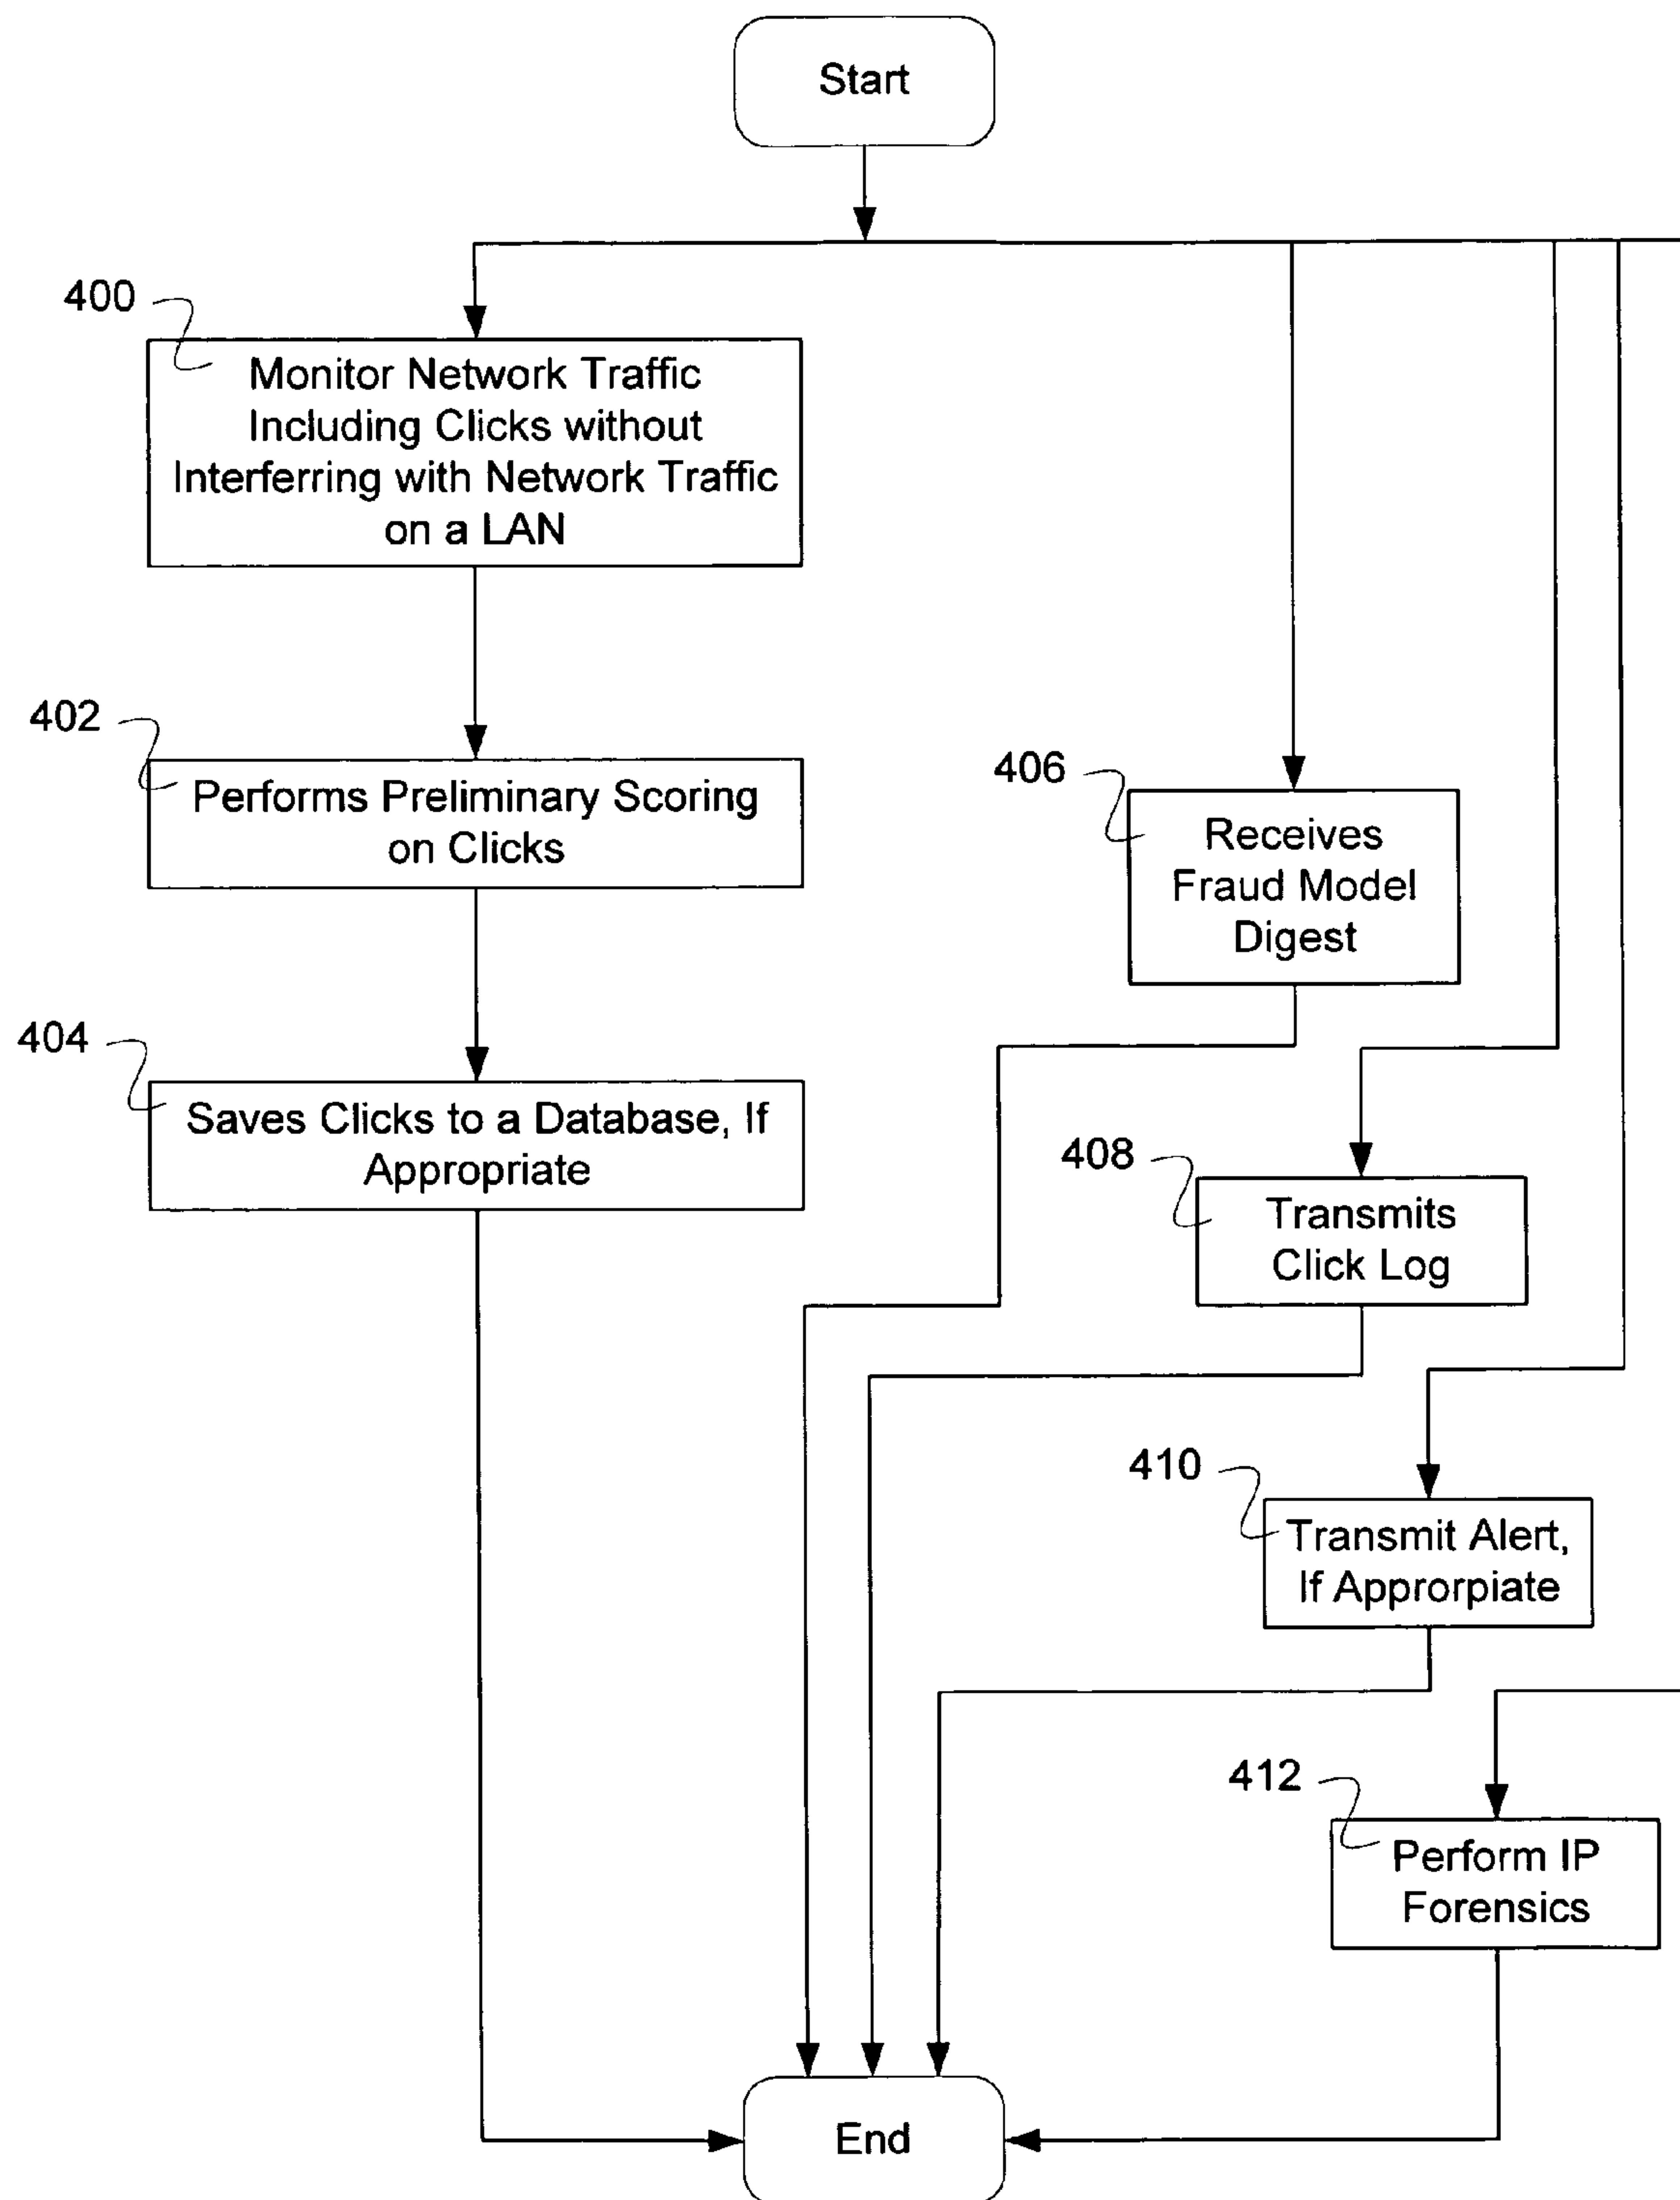 Start
400
Monitor Network Traffic
Including Clicks without
Interferring with Network Traffic
on a LAN
402
Performs Preliminary Scoring
on Clicks
404
Saves Clicks to a Database, If
Appropriate
406
Receives
Fraud Model
Digest
408
Transmits
Click Log
410
Transmit Alert,
If Approrpiate
412
Perform IP
Forensics
End